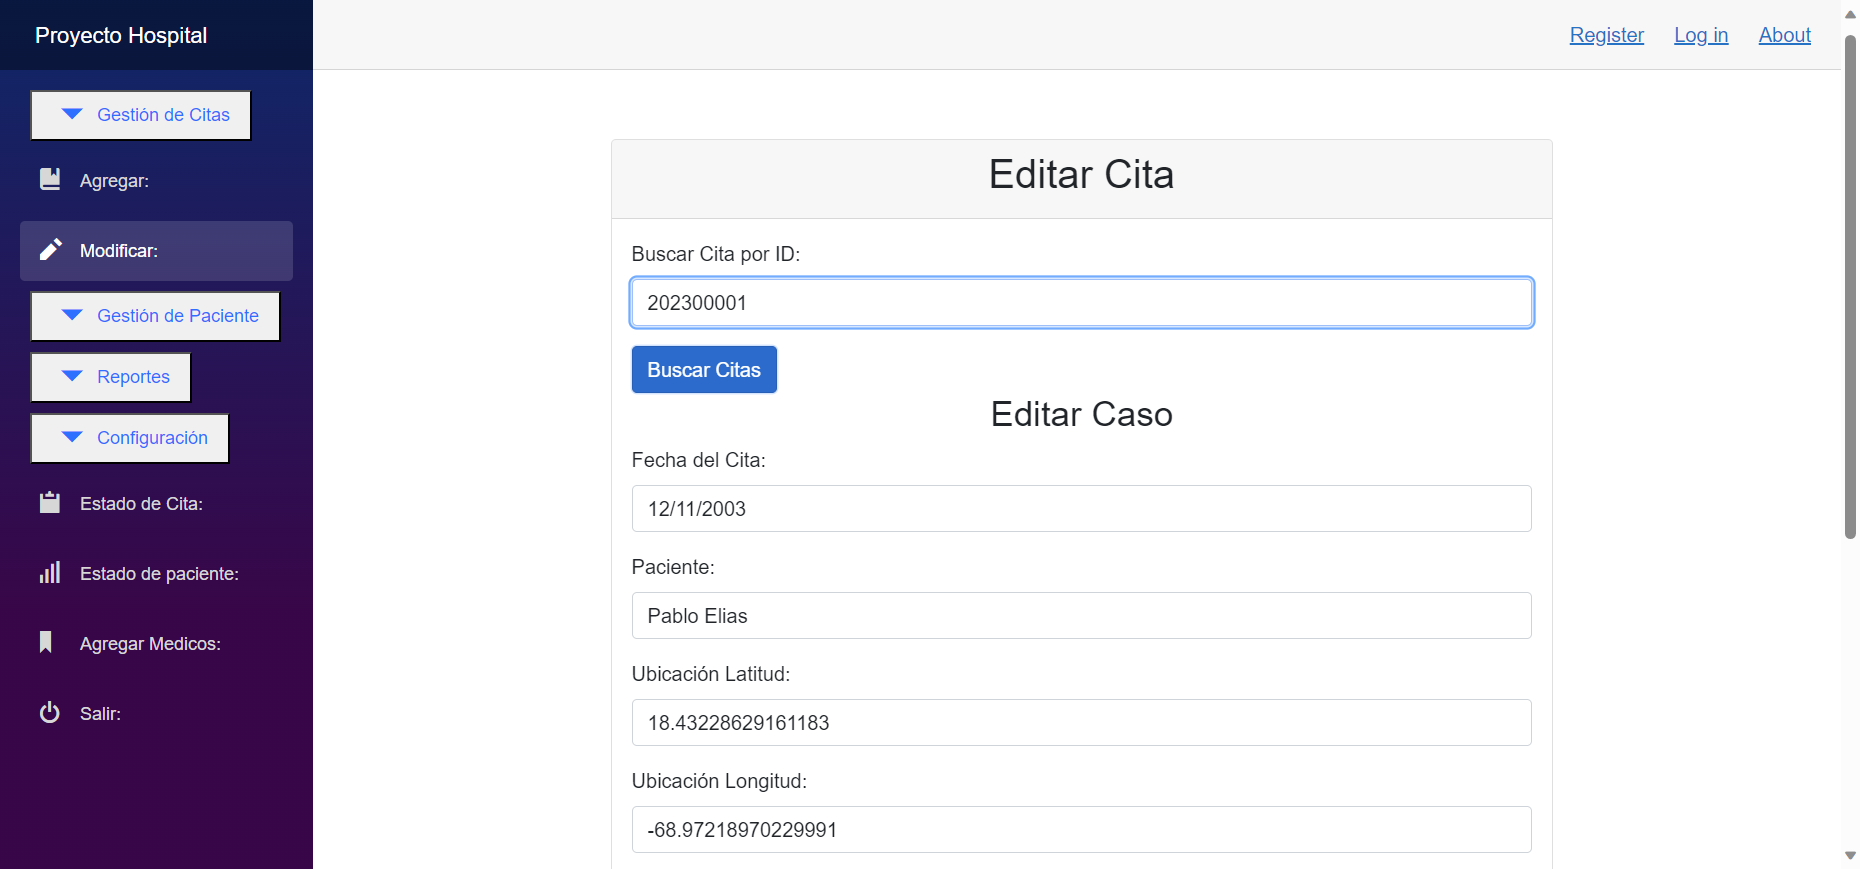 Proyecto Hospital
Register Log in About
Gestión de Citas
Agregar:
Modificar:
Gestión de Paciente
Reportes
Configuración
Estado de Cita:
Estado de paciente:
Agregar Medicos:
Salir:
Editar Cita
Buscar Cita por ID:
202300001
Buscar Citas
Editar Caso
Fecha del Cita:
12/11/2003
Paciente:
Pablo Elias
Ubicación Latitud:
18.43228629161183
Ubicación Longitud:
-68.97218970229991